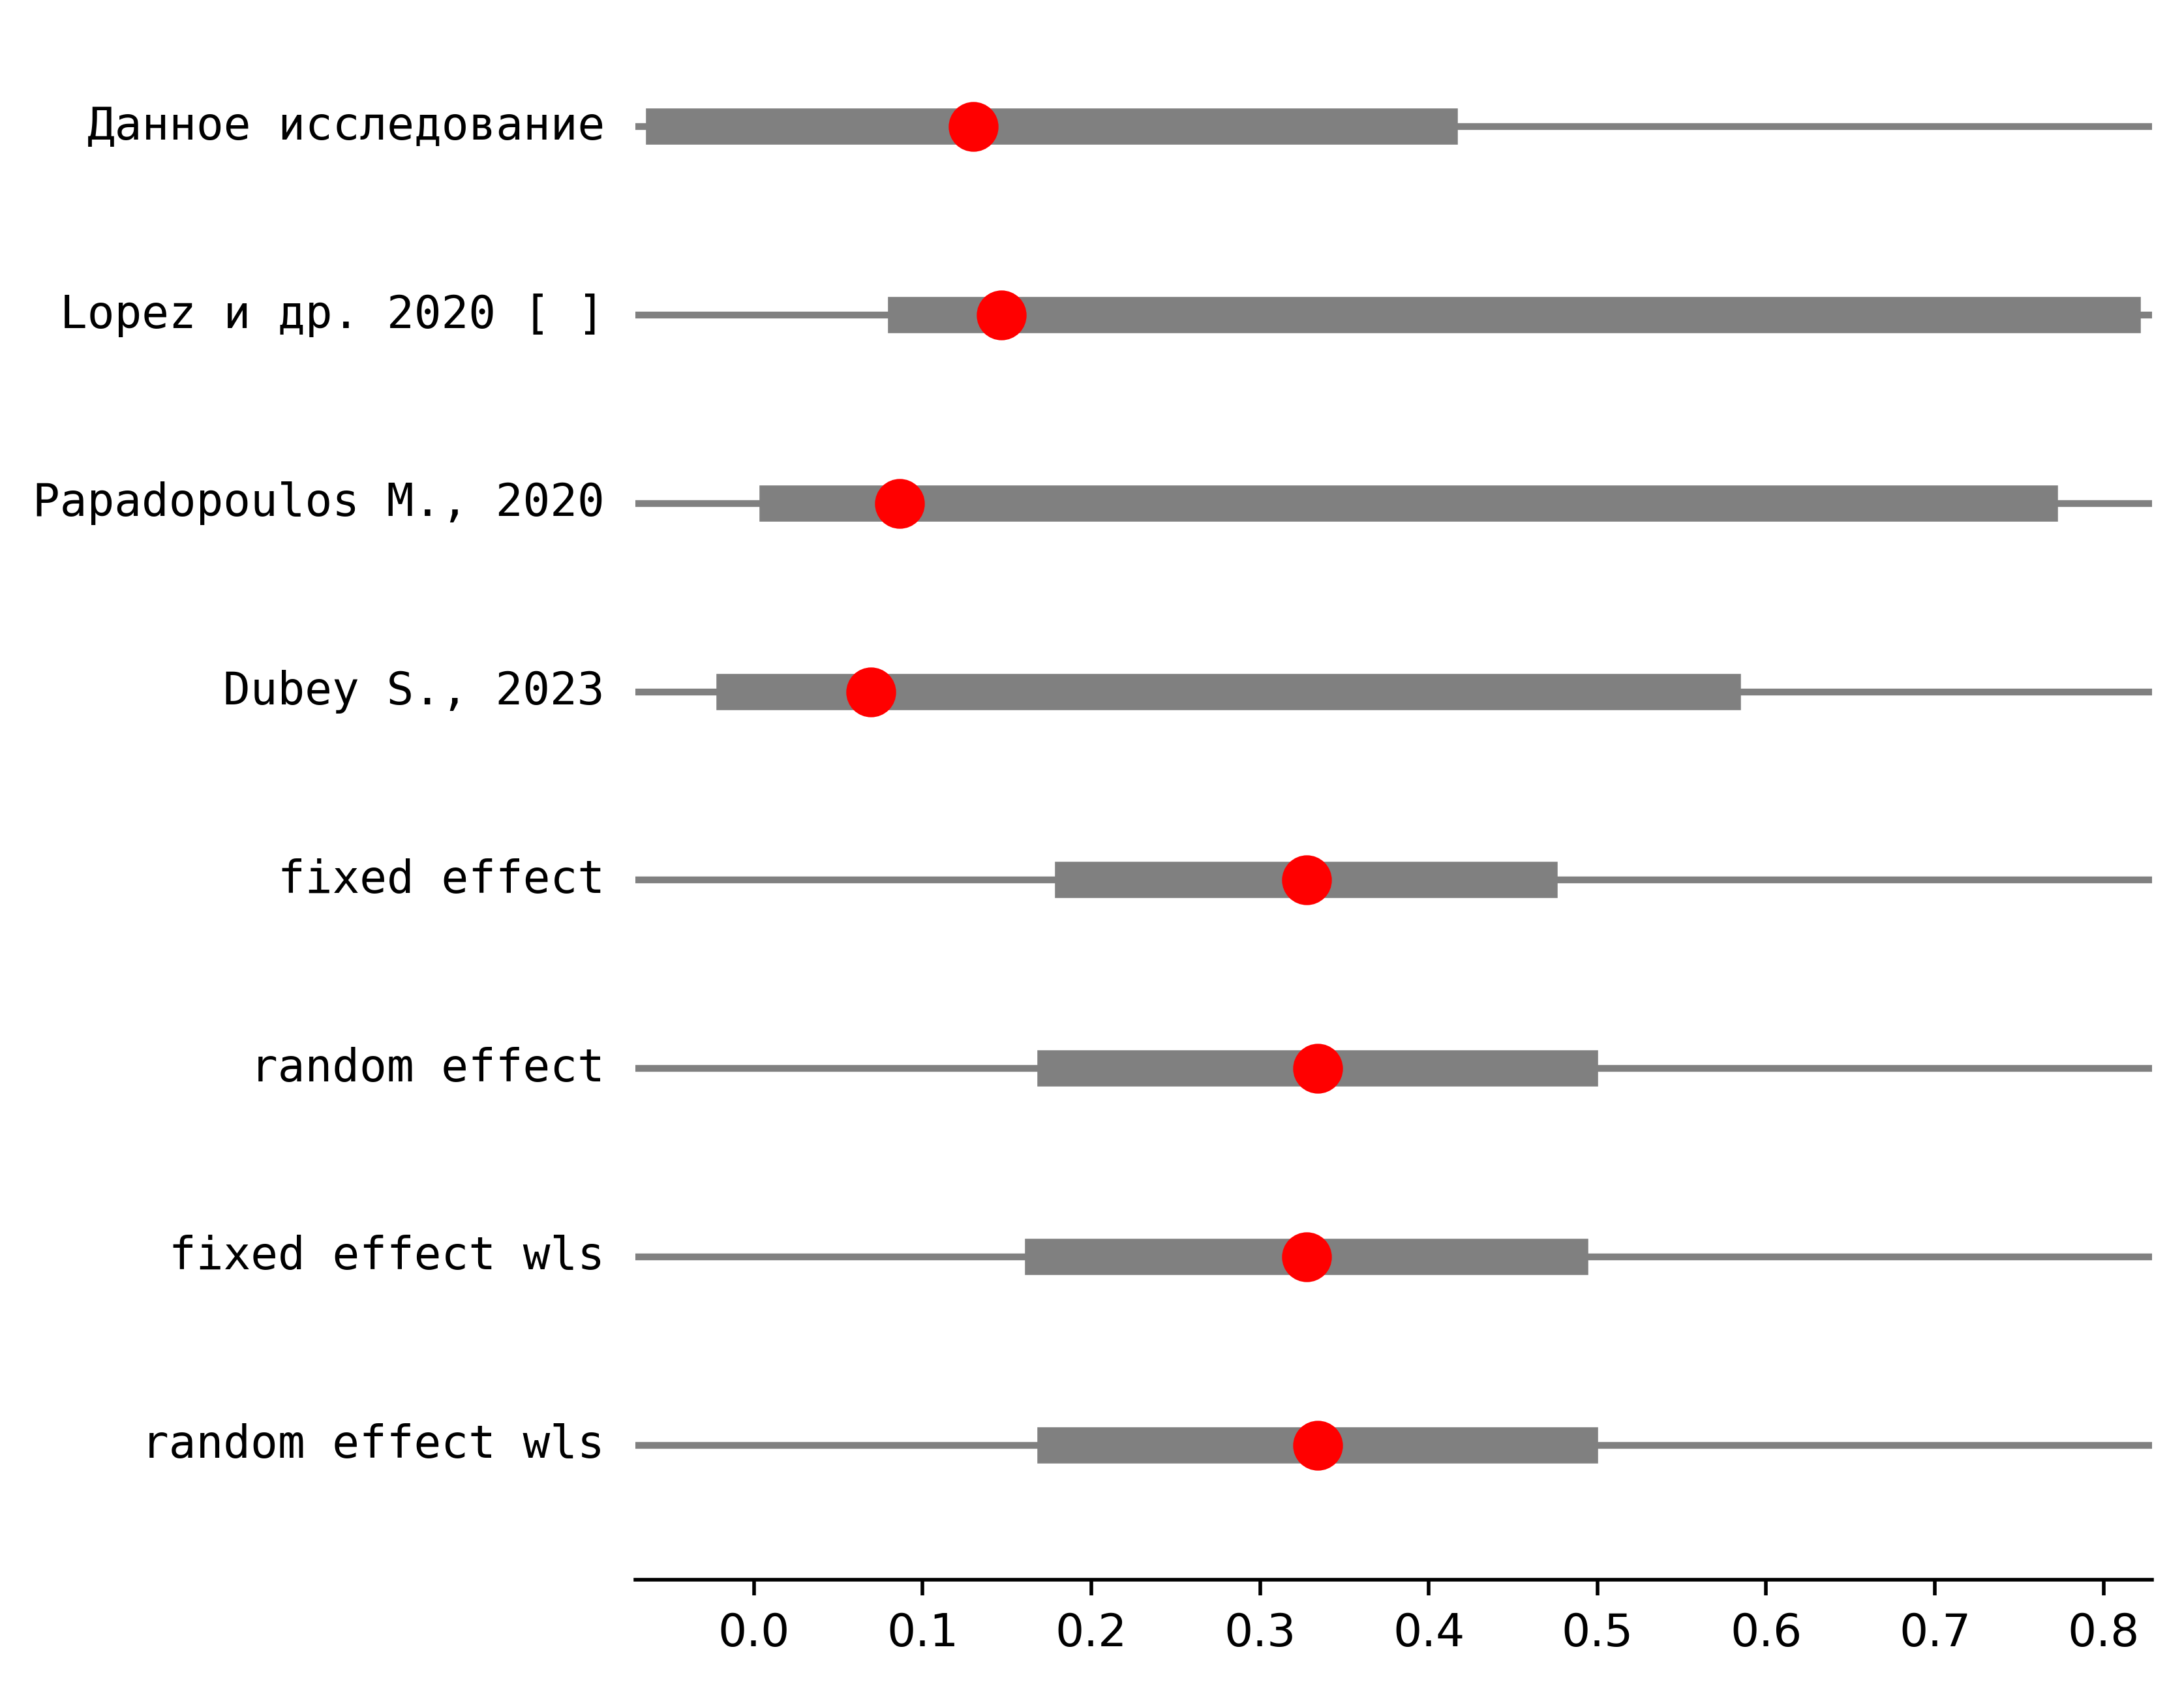 Данное исследование
Lopez и др. 2020 [ ]
Papadopoulos M., 2020
Dubey S., 2023
fixed effect
random effect
fixed effect wls
random effect wls
0.0 0.1 0.2 0.3 0.4 0.5 0.6 0.7 0.8